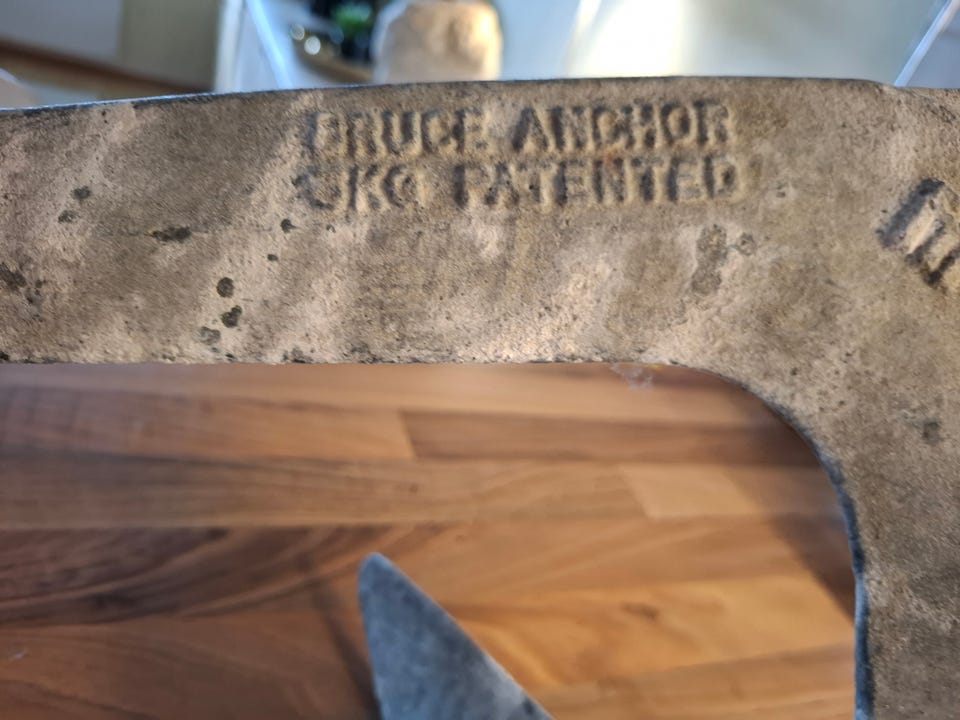 BRUCE ANCHOR
5KG PATENTED